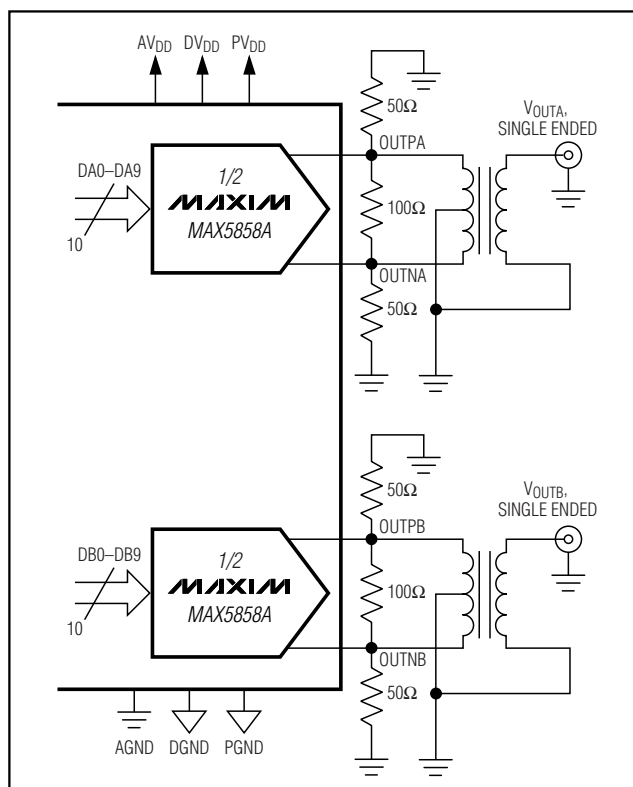 AVDD DVDD PVDD
50Ω
VOUTA,
SINGLE ENDED
OUTPA
DA0–DA9
1/2
MAXIM
MAX5858A
10
100Ω
OUTNA
50Ω
50Ω
VOUTB,
SINGLE ENDED
OUTPB
DB0–DB9
1/2
MAXIM
MAX5858A
10
100Ω
OUTNB
50Ω
AGND DGND PGND